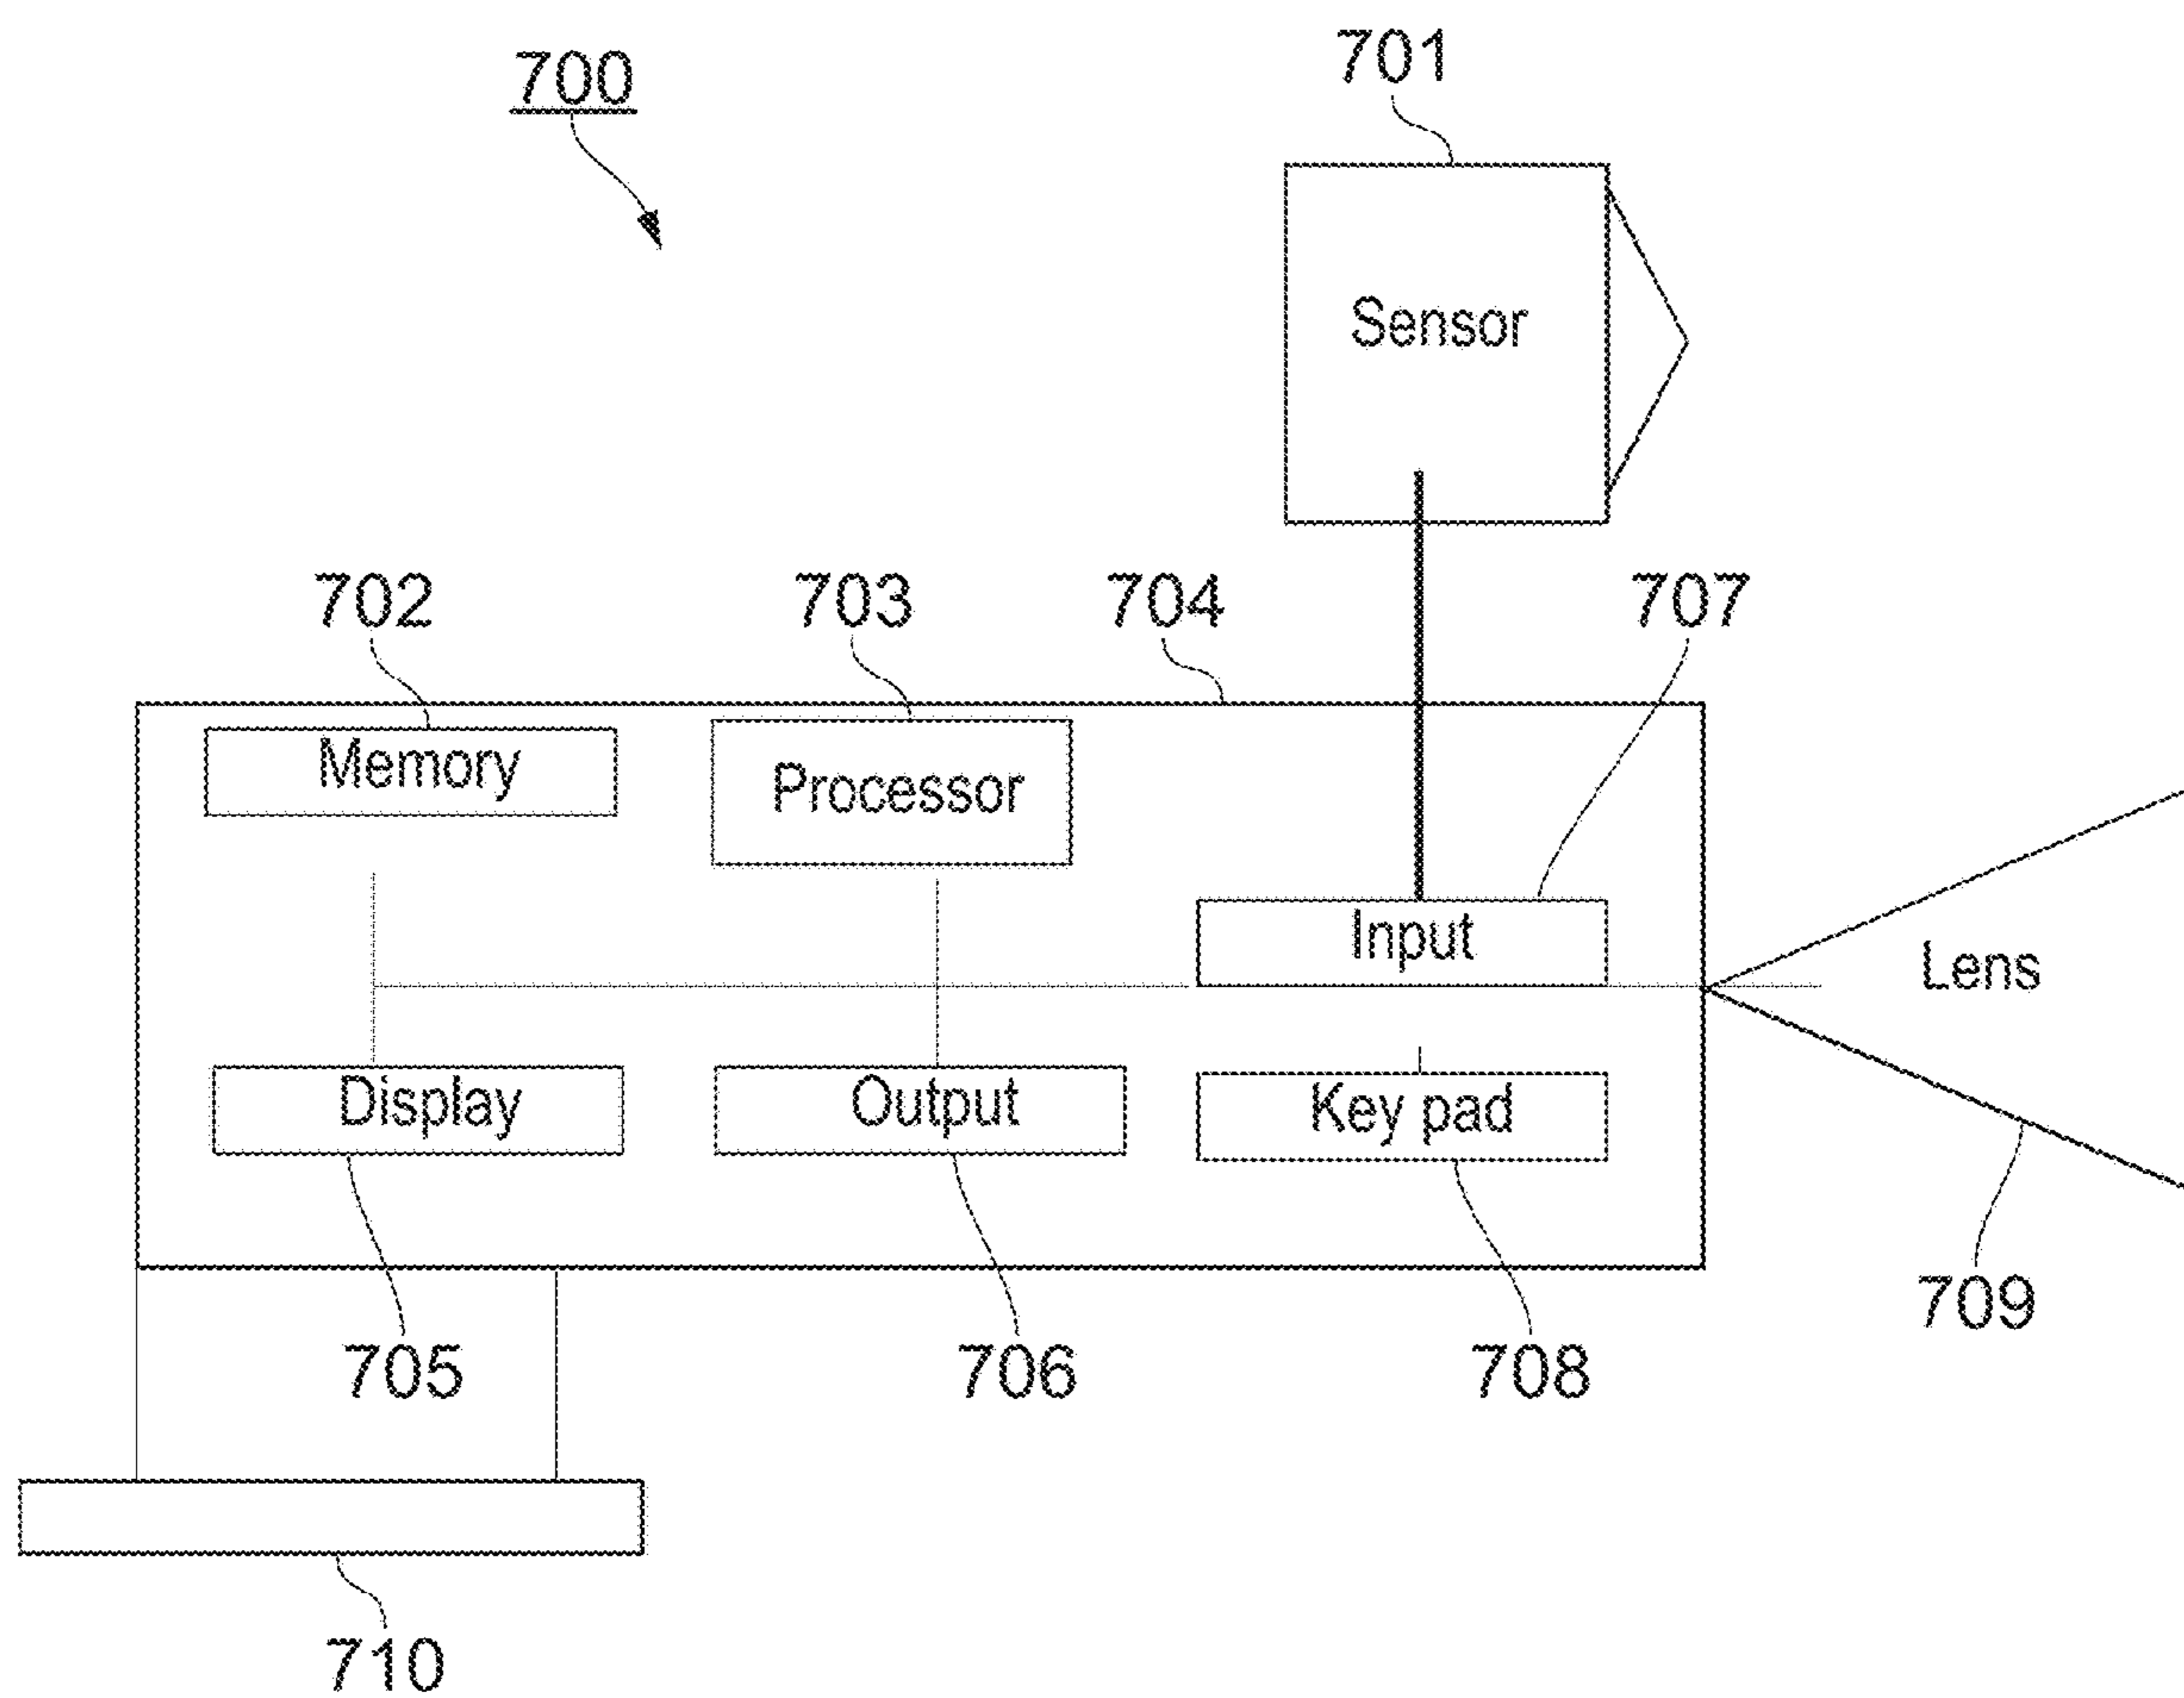 700
701
Sensor
702
703
704
707
Memory
Processor
Input
Lens
Display
Output
Key pad
709
705
706
708
710